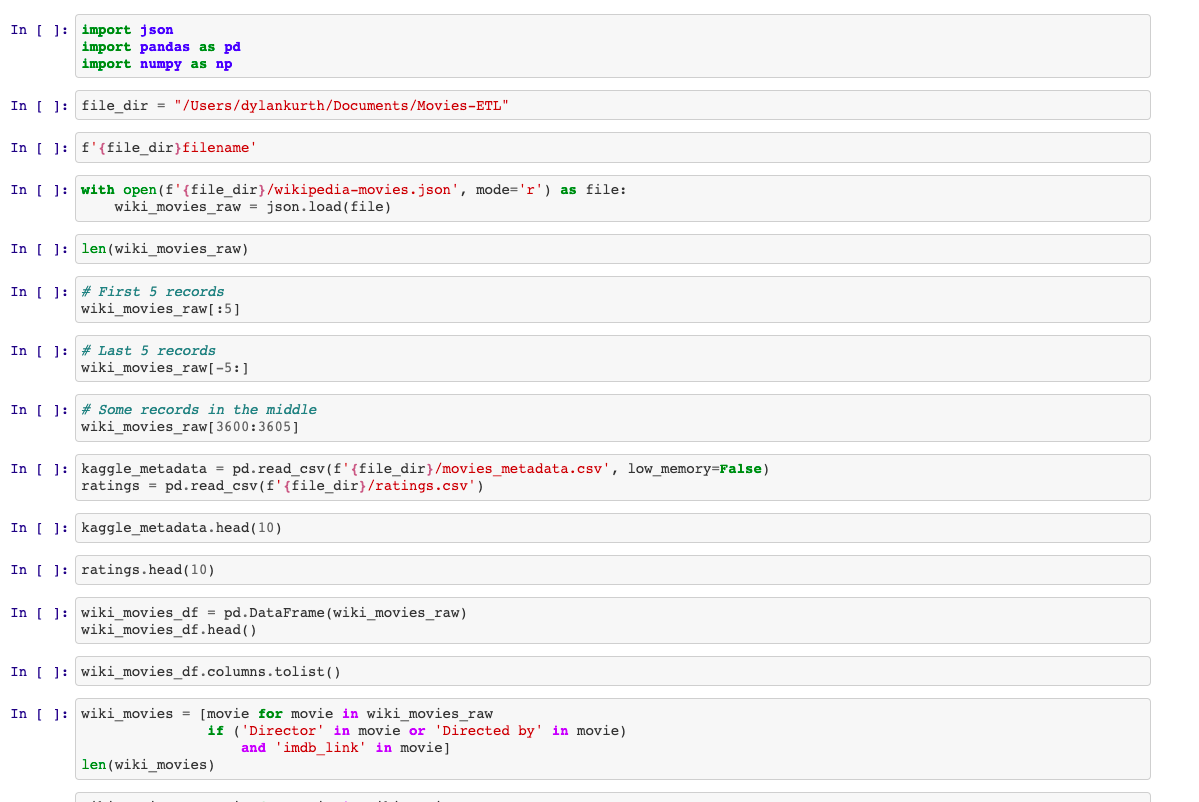 In [ ]: import json
import pandas as pd
import numpy as np
In [ ]: file_dir = "/Users/dylankurth/Documents/Movies-ETL"
In [ ]: f'{file_dir}filename'
In [ ]: with open(f'{file_dir}/wikipedia-movies.json', mode='r') as file:
    wiki_movies_raw = json.load(file)
In [ ]: len(wiki_movies_raw)
In [ ]: # First 5 records
wiki_movies_raw[:5]
In [ ]: # Last 5 records
wiki_movies_raw[-5:]
In [ ]: # Some records in the middle
wiki_movies_raw[3600:3605]
In [ ]: kaggle_metadata = pd.read_csv(f'{file_dir}/movies_metadata.csv', low_memory=False)
ratings = pd.read_csv(f'{file_dir}/ratings.csv')
In [ ]: kaggle_metadata.head(10)
In [ ]: ratings.head(10)
In [ ]: wiki_movies_df = pd.DataFrame(wiki_movies_raw)
wiki_movies_df.head()
In [ ]: wiki_movies_df.columns.tolist()
In [ ]: wiki_movies = [movie for movie in wiki_movies_raw
               if ('Director' in movie or 'Directed by' in movie)
                   and 'imdb_link' in movie]
len(wiki_movies)